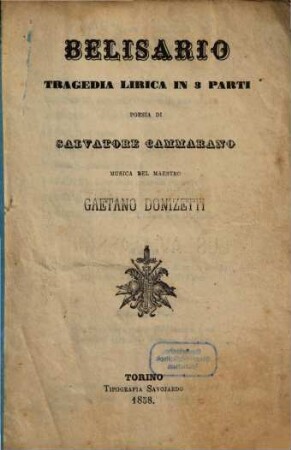 BELISARIO
TRAGEDIA LIRICA IN 3 PARTI
POESIA DI
SALVATORE CAMMARANO
MUSICA DEL MAESTRO
GAETANO DONIZETTI
TORINO
TIPOGRAFIA SAVOJARDO
1858.